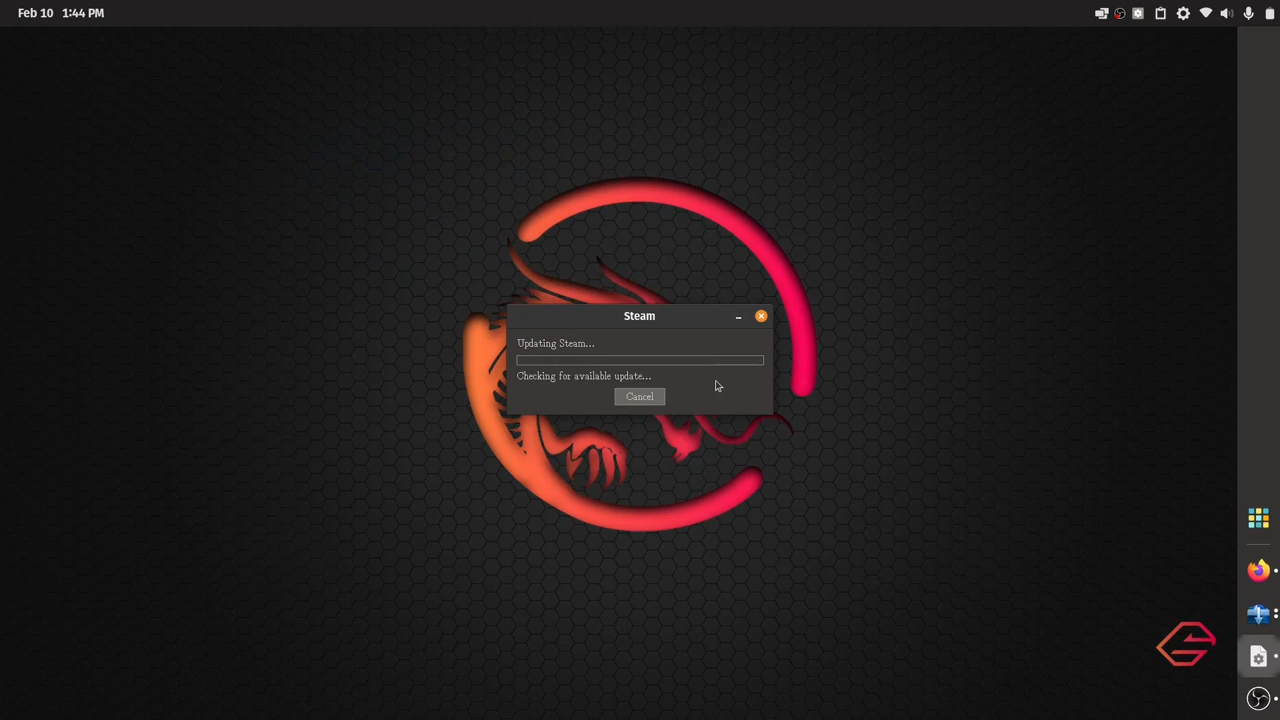 Feb 10 1:44 PM
Steam
Updating Steam...
Checking for available update...
Cancel